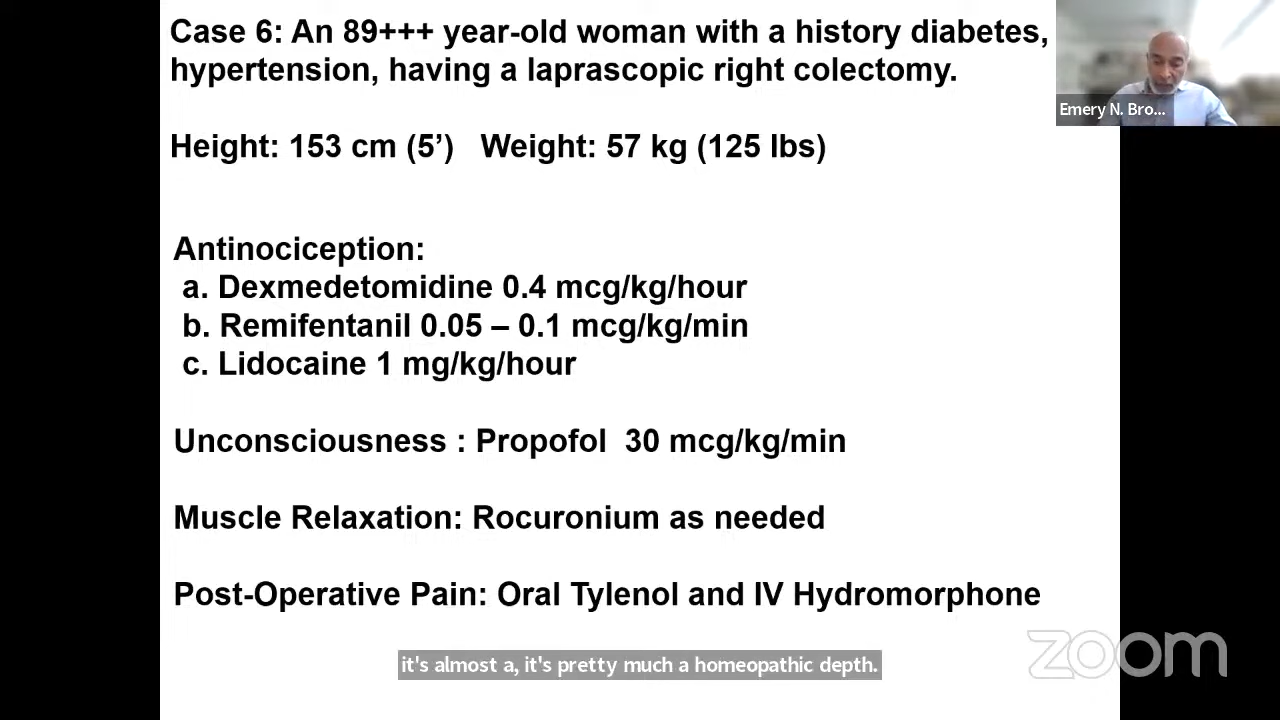 Case 6: An 89+++ year-old woman with a history diabetes,
hypertension, having a laprascopic right colectomy.
Emery N. Bro...
Height: 153 cm (5’) Weight: 57 kg (125 lbs)
Antinociception:
a. Dexmedetomidine 0.4 mcg/kg/hour
b. Remifentanil 0.05 – 0.1 mcg/kg/min
c. Lidocaine 1 mg/kg/hour
Unconsciousness : Propofol 30 mcg/kg/min
Muscle Relaxation: Rocuronium as needed
Post-Operative Pain: Oral Tylenol and IV Hydromorphone
it's almost a, it's pretty much a homeopathic depth.
zoom